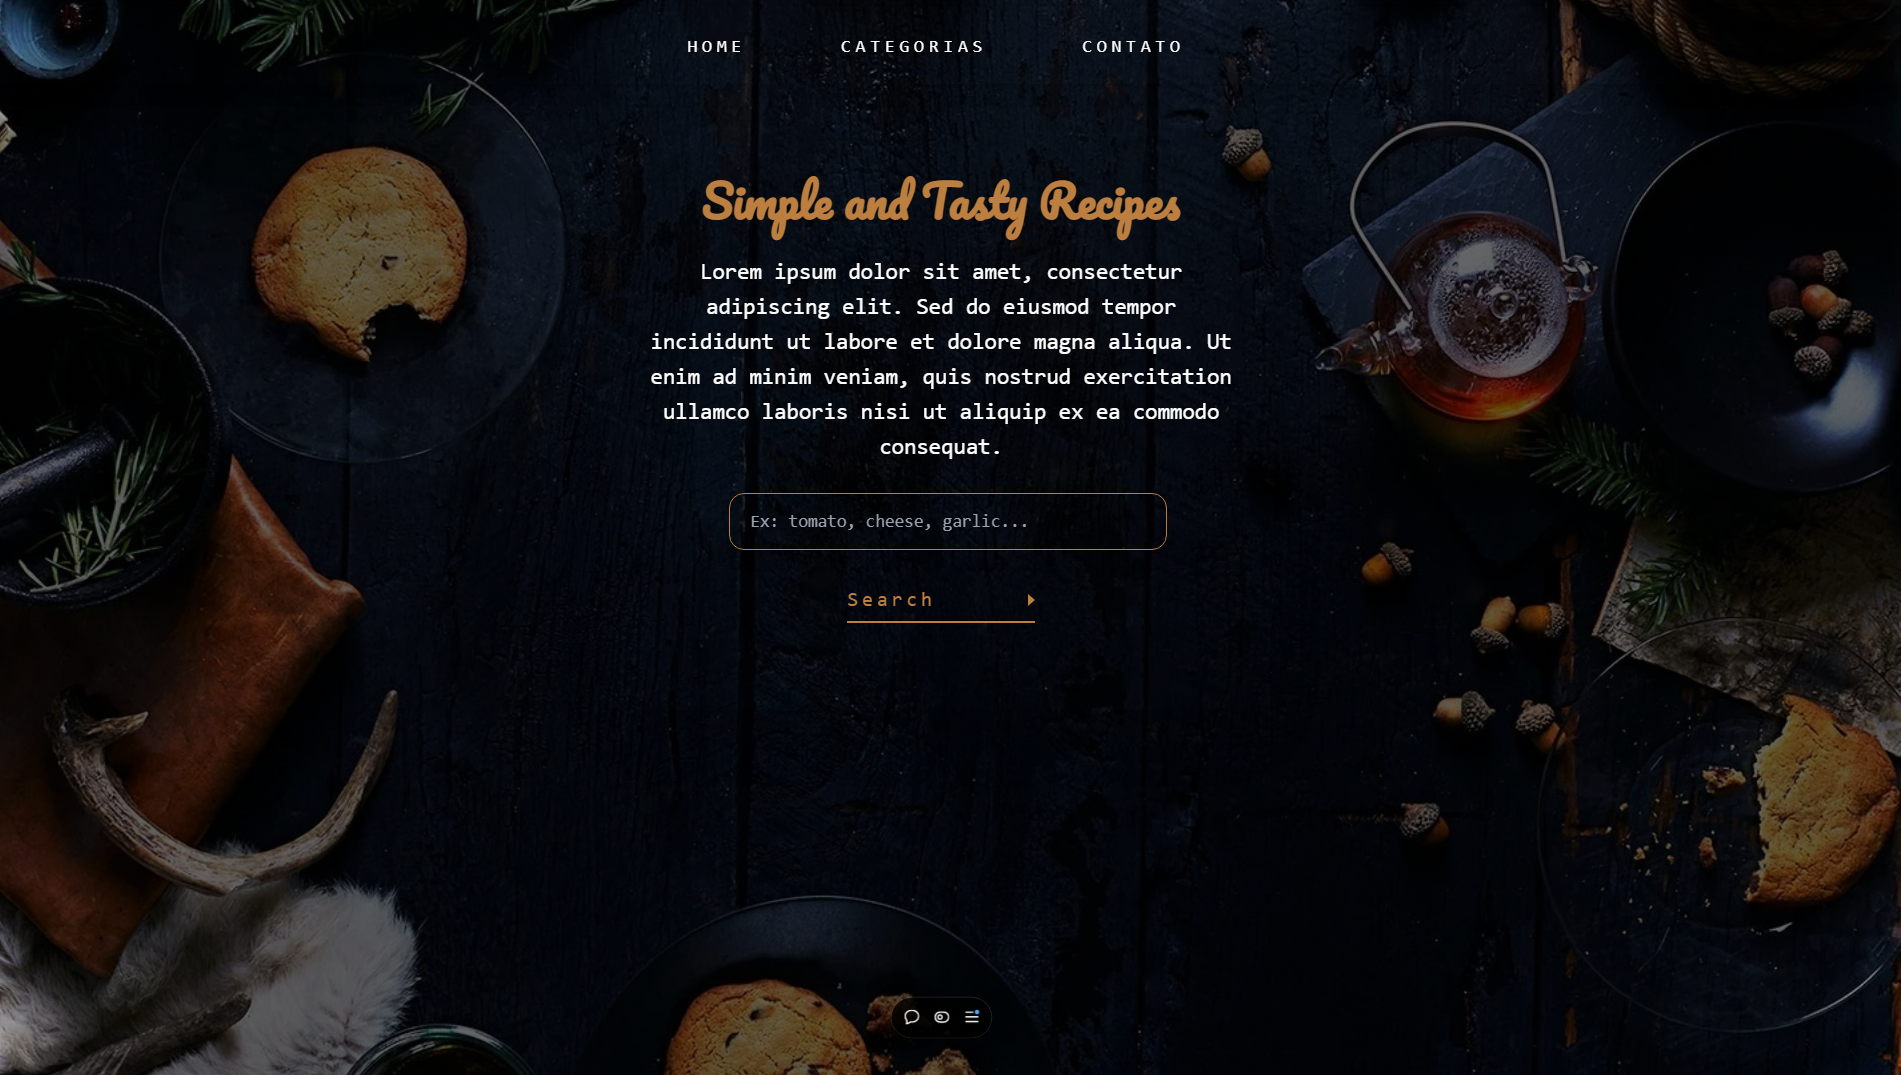 HOME CATEGORIAS CONTATO
Simple and Tasty Recipes
Lorem ipsum dolor sit amet, consectetur
adipiscing elit. Sed do eiusmod tempor
incididunt ut labore et dolore magna aliqua. Ut
enim ad minim veniam, quis nostrud exercitation
ullamco laboris nisi ut aliquip ex ea commodo
consequat.
Ex: tomato, cheese, garlic...
Search